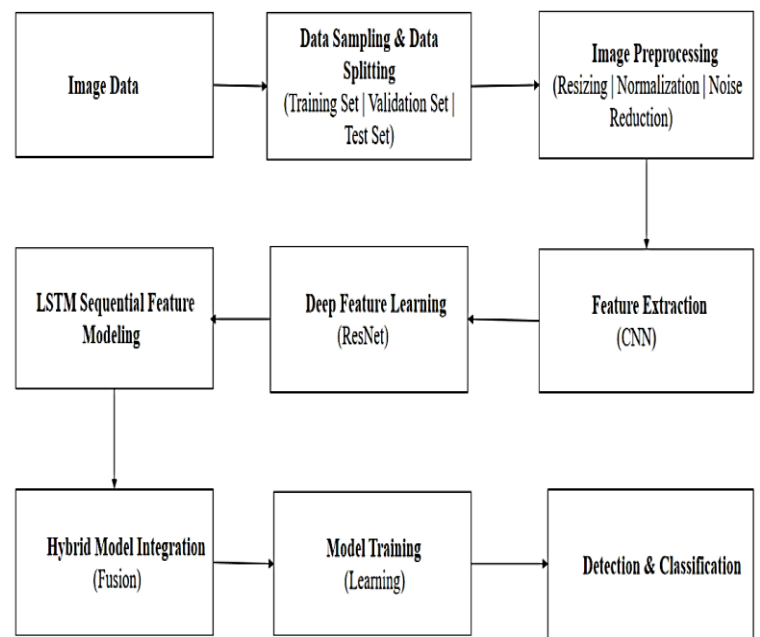 Image Data
Data Sampling & Data
Splitting
(Training Set | Validation Set |
Test Set)
Image Preprocessing
(Resizing | Normalization | Noise
Reduction)
LSTM Sequential Feature
Modeling
Deep Feature Learning
(ResNet)
Feature Extraction
(CNN)
Hybrid Model Integration
(Fusion)
Model Training
(Learning)
Detection & Classification